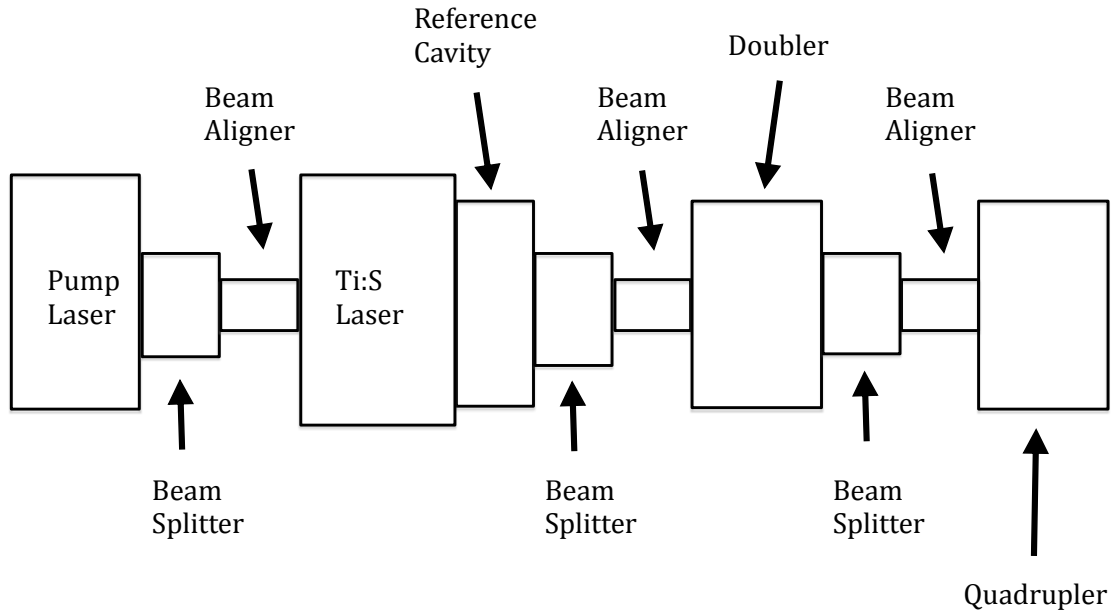 Reference
Cavity
Doubler
Beam
Aligner
Beam
Aligner
Beam
Aligner
Pump
Laser
Ti:S
Laser
Beam
Splitter
Beam
Splitter
Beam
Splitter
Quadrupler